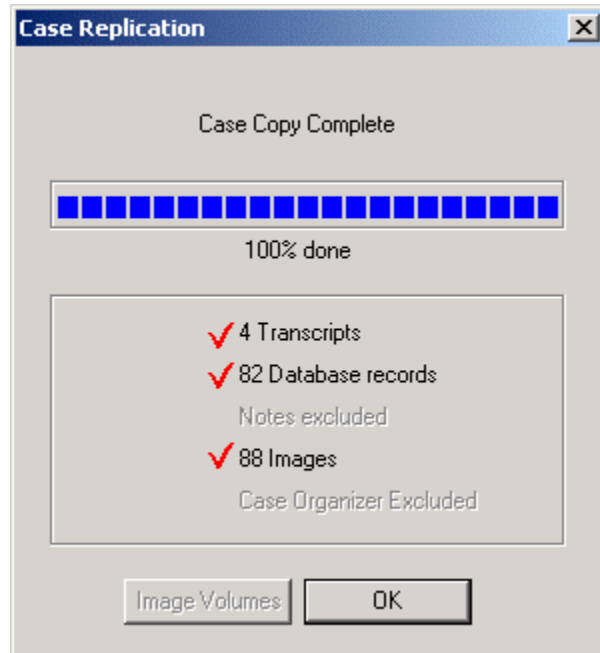 Case Replication
Case Copy Complete
100% done
4 Transcripts
82 Database records
Notes excluded
88 Images
Case Organizer Excluded
Image Volumes
OK